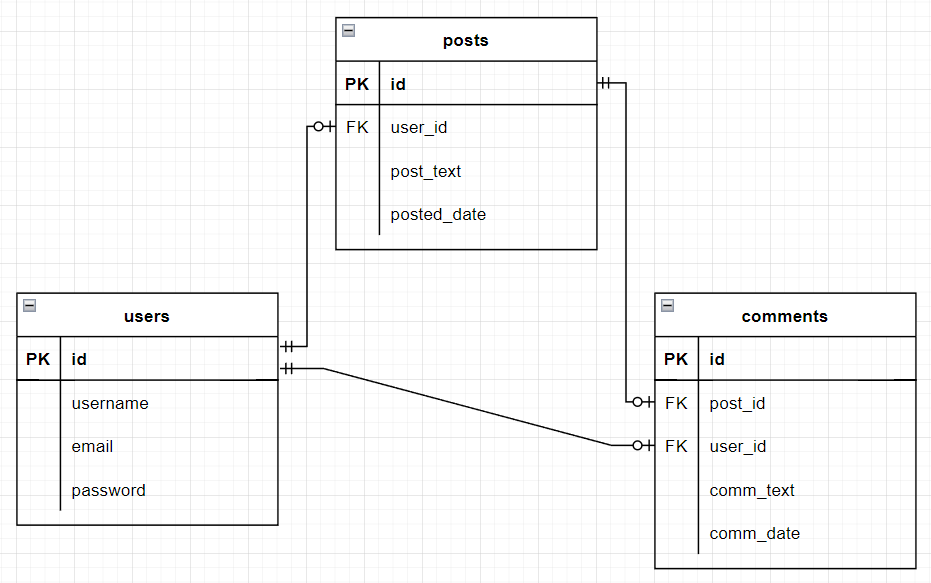 posts
PK id
FK user_id
post_text
posted_date
users
PK id
username
email
password
comments
PK id
FK post_id
FK user_id
comm_text
comm_date